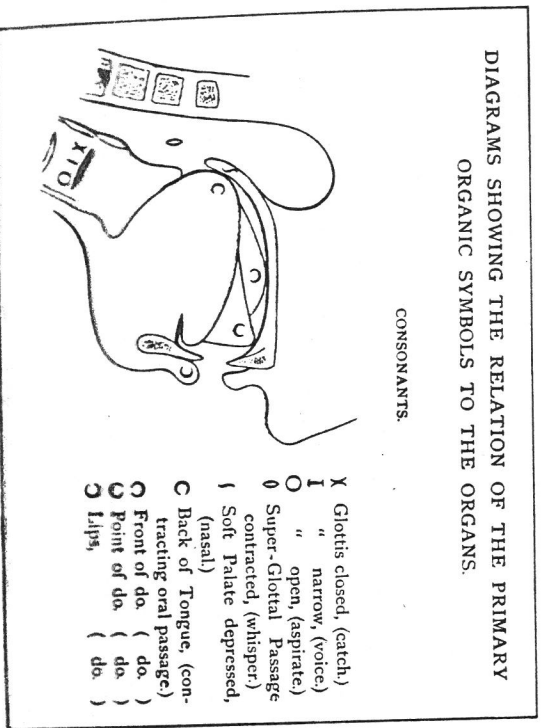 DIAGRAMS SHOWING THE RELATION OF THE PRIMARY
ORGANIC SYMBOLS TO THE ORGANS.
CONSONANTS.
X Glottis closed, (catch.)
I " narrow, (voice.)
O " open, (aspirate.)
0 Super-Glottal Passage
contracted, (whisper.)
ʃ Soft Palate depressed,
(nasal.)
C Back of Tongue, (con-
tracting oral passage.)
∩ Front of do. ( do. )
∪ Point of do. ( do. )
Ɔ Lips, ( do. )
X I O